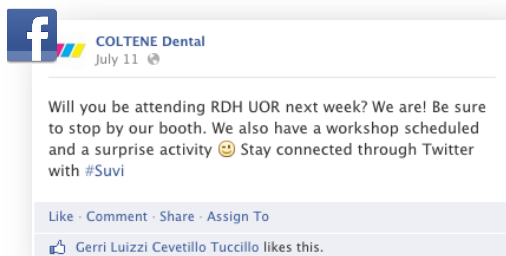 f
COLTENE Dental
July 11
Will you be attending RDH UOR next week? We are! Be sure
to stop by our booth. We also have a workshop scheduled
and a surprise activity 😉 Stay connected through Twitter
with #Suvi
Like · Comment · Share · Assign To
Gerri Luizzi Cevetillo Tuccillo likes this.